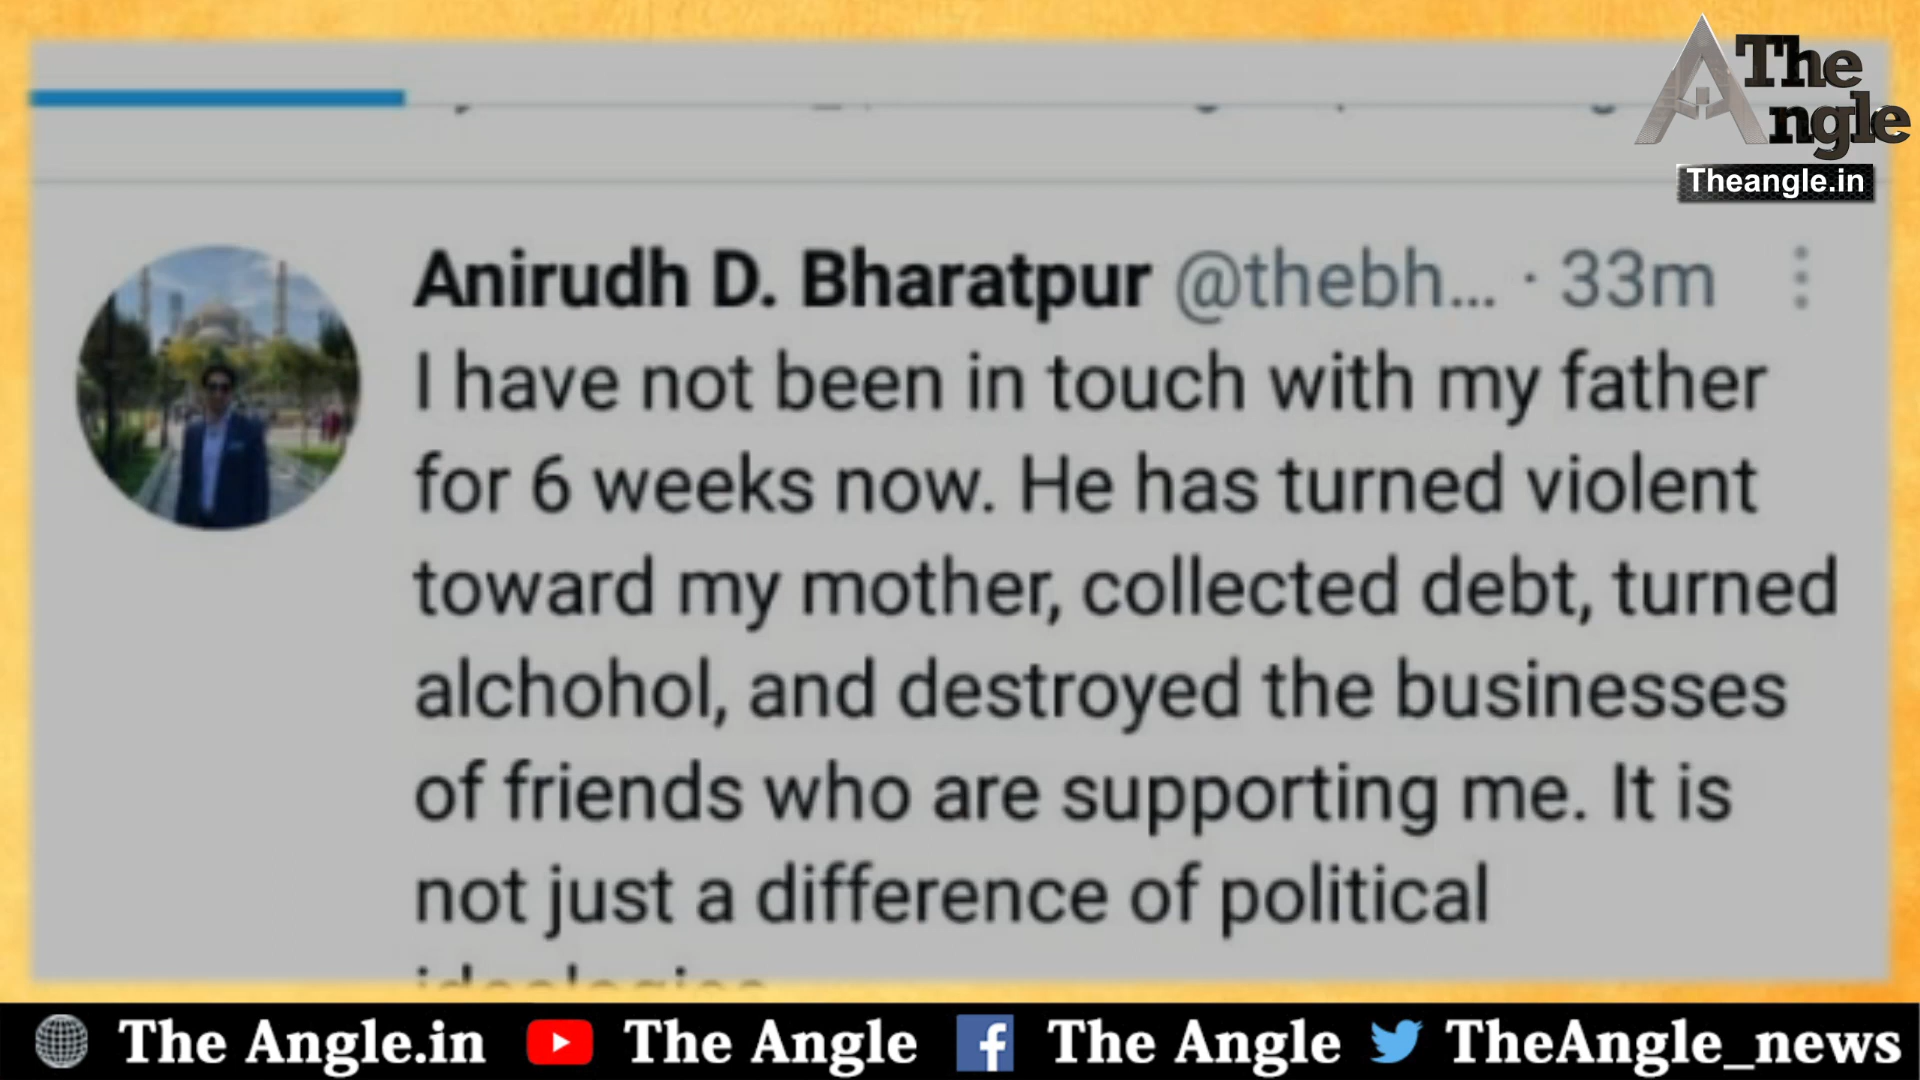 The
Angle
Theangle.in
Anirudh D. Bharatpur @thebh... · 33m
I have not been in touch with my father
for 6 weeks now. He has turned violent
toward my mother, collected debt, turned
alchohol, and destroyed the businesses
of friends who are supporting me. It is
not just a difference of political
The Angle.in The Angle The Angle TheAngle_news